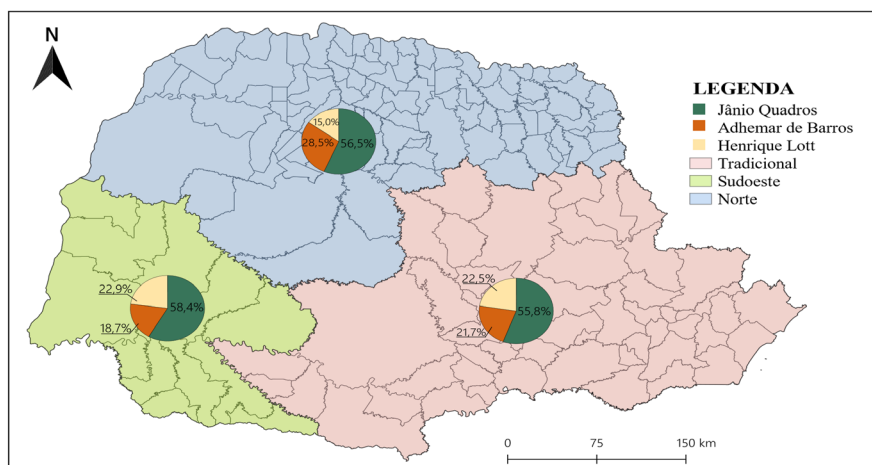 N
LEGENDA
Jânio Quadros
Adhemar de Barros
Henrique Lott
Tradicional
Sudoeste
Norte
15,0%
28,5%
56,5%
22,9%
58,4%
18,7%
22,5%
55,8%
21,7%
0 75 150 km